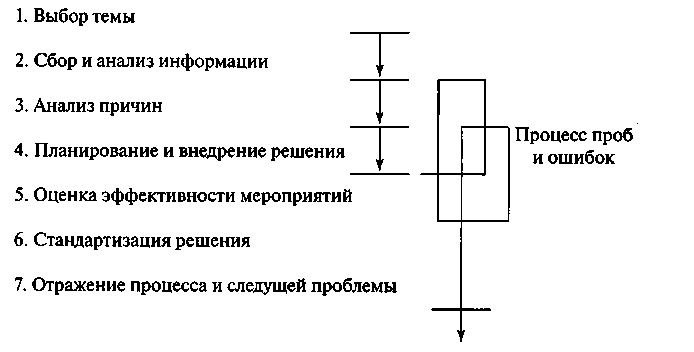 1. Выбор темы
2. Сбор и анализ информации
3. Анализ причин
4. Планирование и внедрение решения
Процесс проб
и ошибок
5. Оценка эффективности мероприятий
6. Стандартизация решения
7. Отражение процесса и следущей проблемы